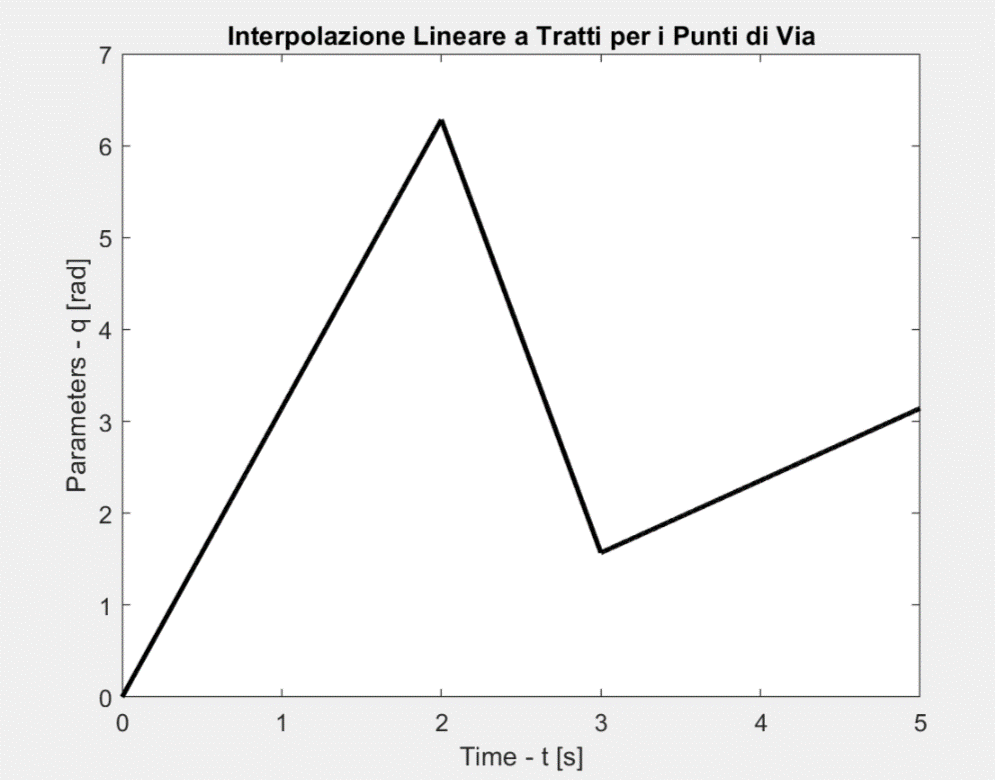 Interpolazione Lineare a Tratti per i Punti di Via
7
6
5
4
3
2
1
0
Parameters - q [rad]
0 1 2 3 4 5
Time - t [s]